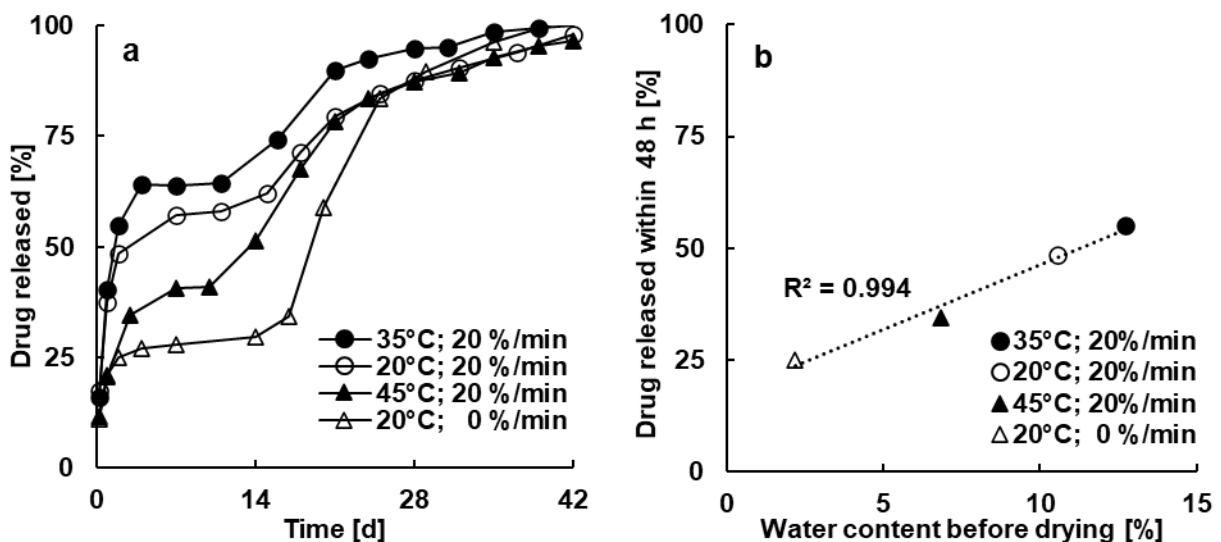 a
Drug released [%]
100
75
50
25
0
0 14 28 42
Time [d]
35°C; 20 %/min
20°C; 20 %/min
45°C; 20 %/min
20°C; 0 %/min
b
Drug released within 48 h [%]
100
75
50
25
0
0 5 10 15
Water content before drying [%]
R² = 0.994
35°C; 20%/min
20°C; 20%/min
45°C; 20%/min
20°C; 0 %/min